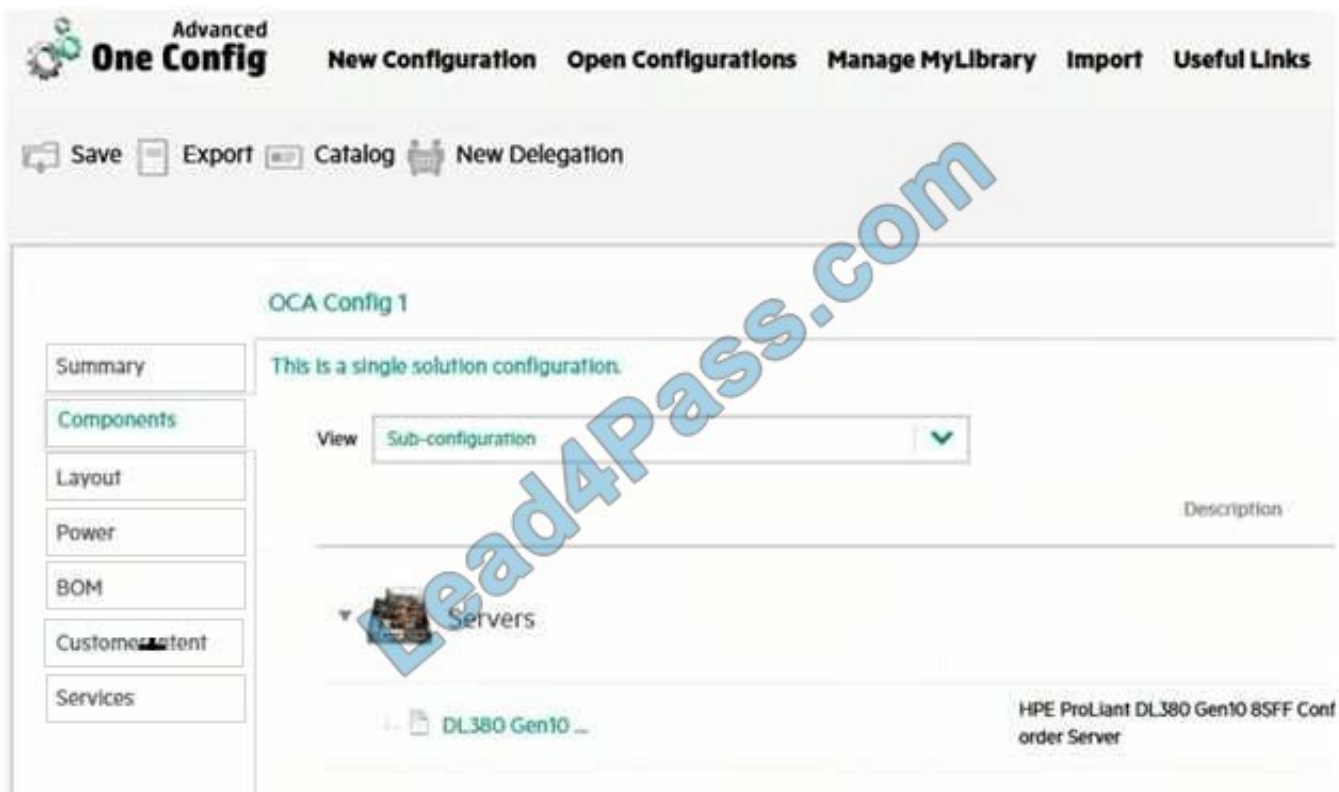 Advanced
One Config
New Configuration Open Configurations Manage MyLibrary Import Useful Links
Save Export Catalog New Delegation
OCA Config 1
Summary
This is a single solution configuration.
Components
View Sub-configuration
Layout
Description
Power
BOM
Servers
Services
DL380 Gen10 ...
HPE ProLiant DL380 Gen10 8SFF Conf
order Server
Lead4Pass.com